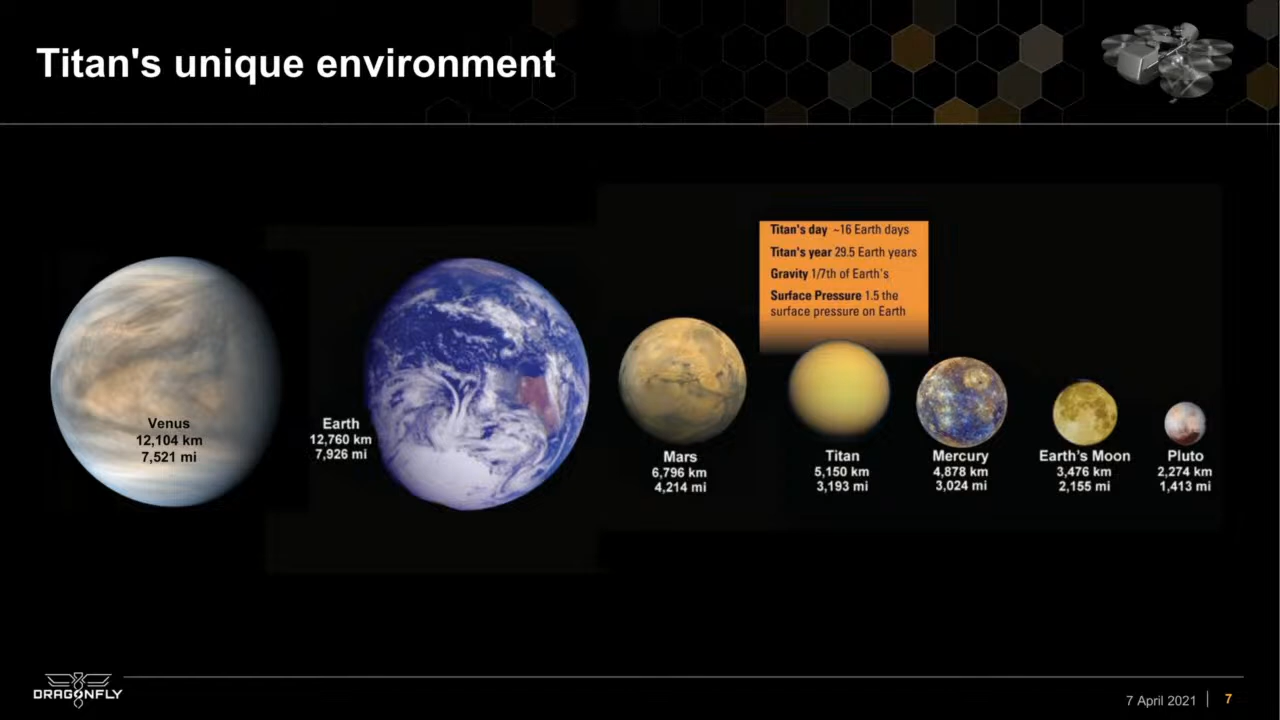 Titan's unique environment
Titan's day ~16 Earth days
Titan's year 29.5 Earth years
Gravity 1/7th of Earth's
Surface Pressure 1.5 the
surface pressure on Earth
Venus
12,104 km
7,521 mi
Earth
12,760 km
7,926 mi
Mars
6,796 km
4,214 mi
Titan
5,150 km
3,193 mi
Mercury
4,878 km
3,024 mi
Earth's Moon
3,476 km
2,155 mi
Pluto
2,274 km
1,413 mi
DRAGONFLY
7 April 2021 | 7